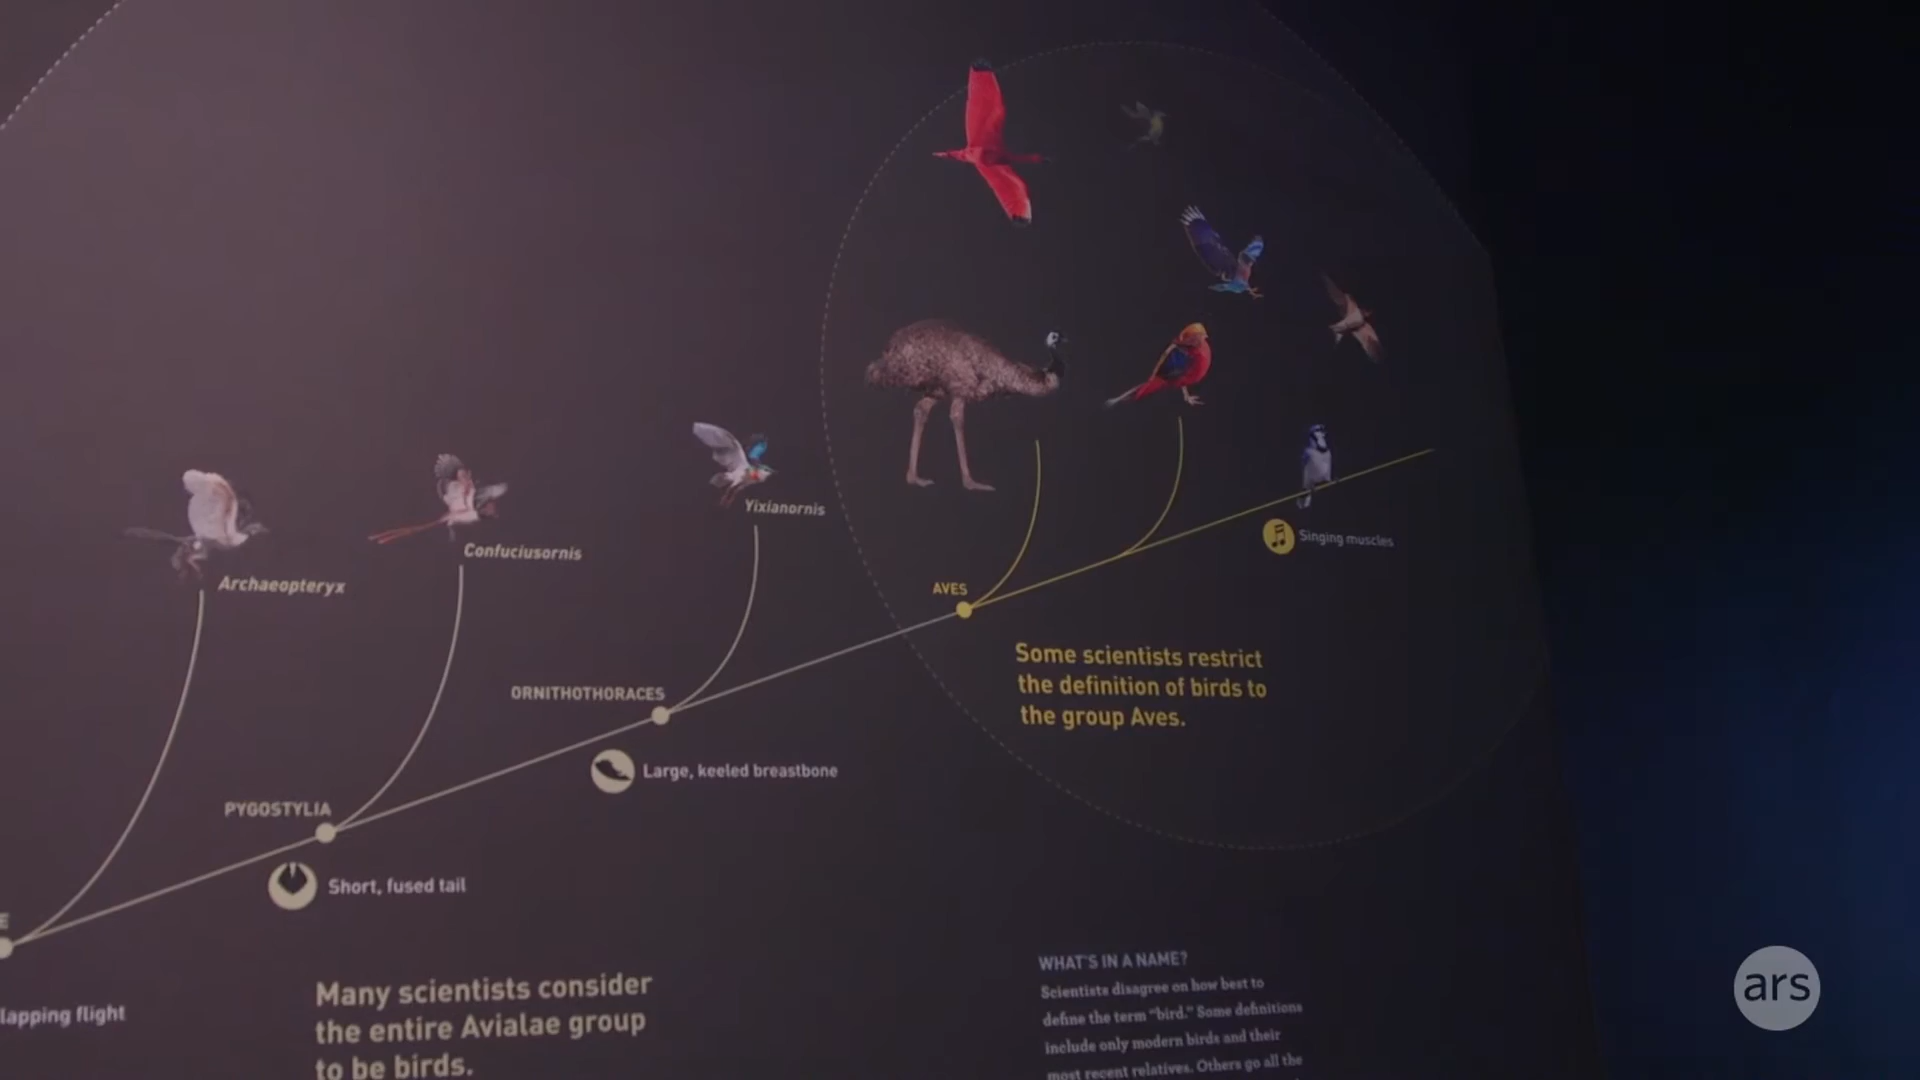 Yixianornis
Confuciusornis
Archaeopteryx
Singing muscles
AVES
Some scientists restrict
the definition of birds to
the group Aves.
ORNITHOTHORACES
Large, keeled breastbone
PYGOSTYLIA
Short, fused tail
E
lapping flight
Many scientists consider
the entire Avialae group
to be birds.
WHAT'S IN A NAME?
Scientists disagree on how best to
define the term "bird." Some definitions
include only modern birds and their
most recent relatives. Others go all the
ars